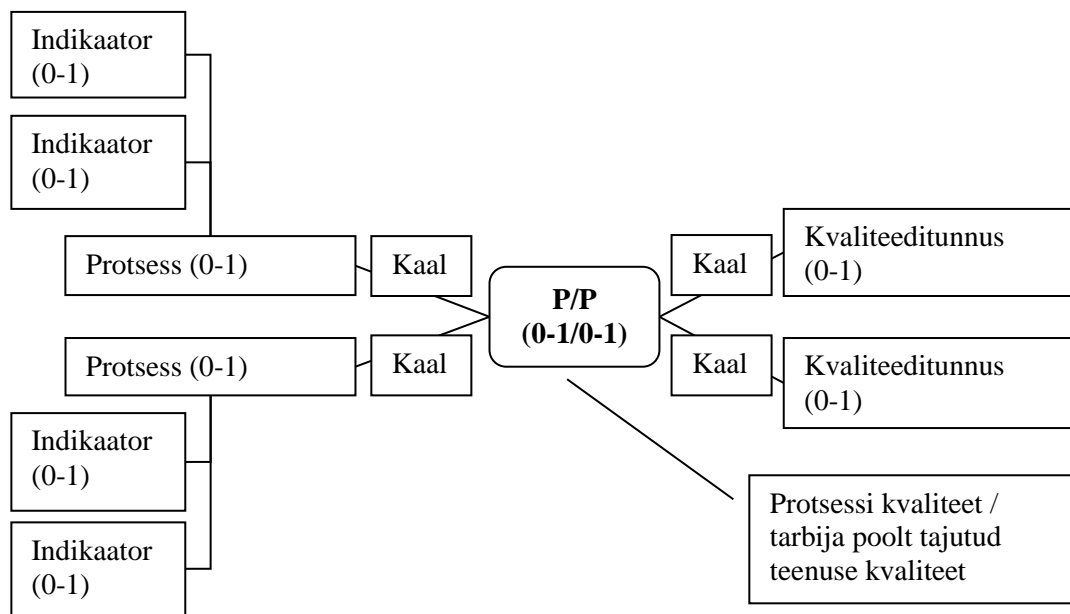 Indikaator
(0-1)
Indikaator
(0-1)
Protsess (0-1)
Kaal
Protsess (0-1)
Kaal
Indikaator
(0-1)
Indikaator
(0-1)
P/P
(0-1/0-1)
Kaal
Kvaliteeditunnus
(0-1)
Kaal
Kvaliteeditunnus
(0-1)
Protsessi kvaliteet /
tarbija poolt tajutud
teenuse kvaliteet